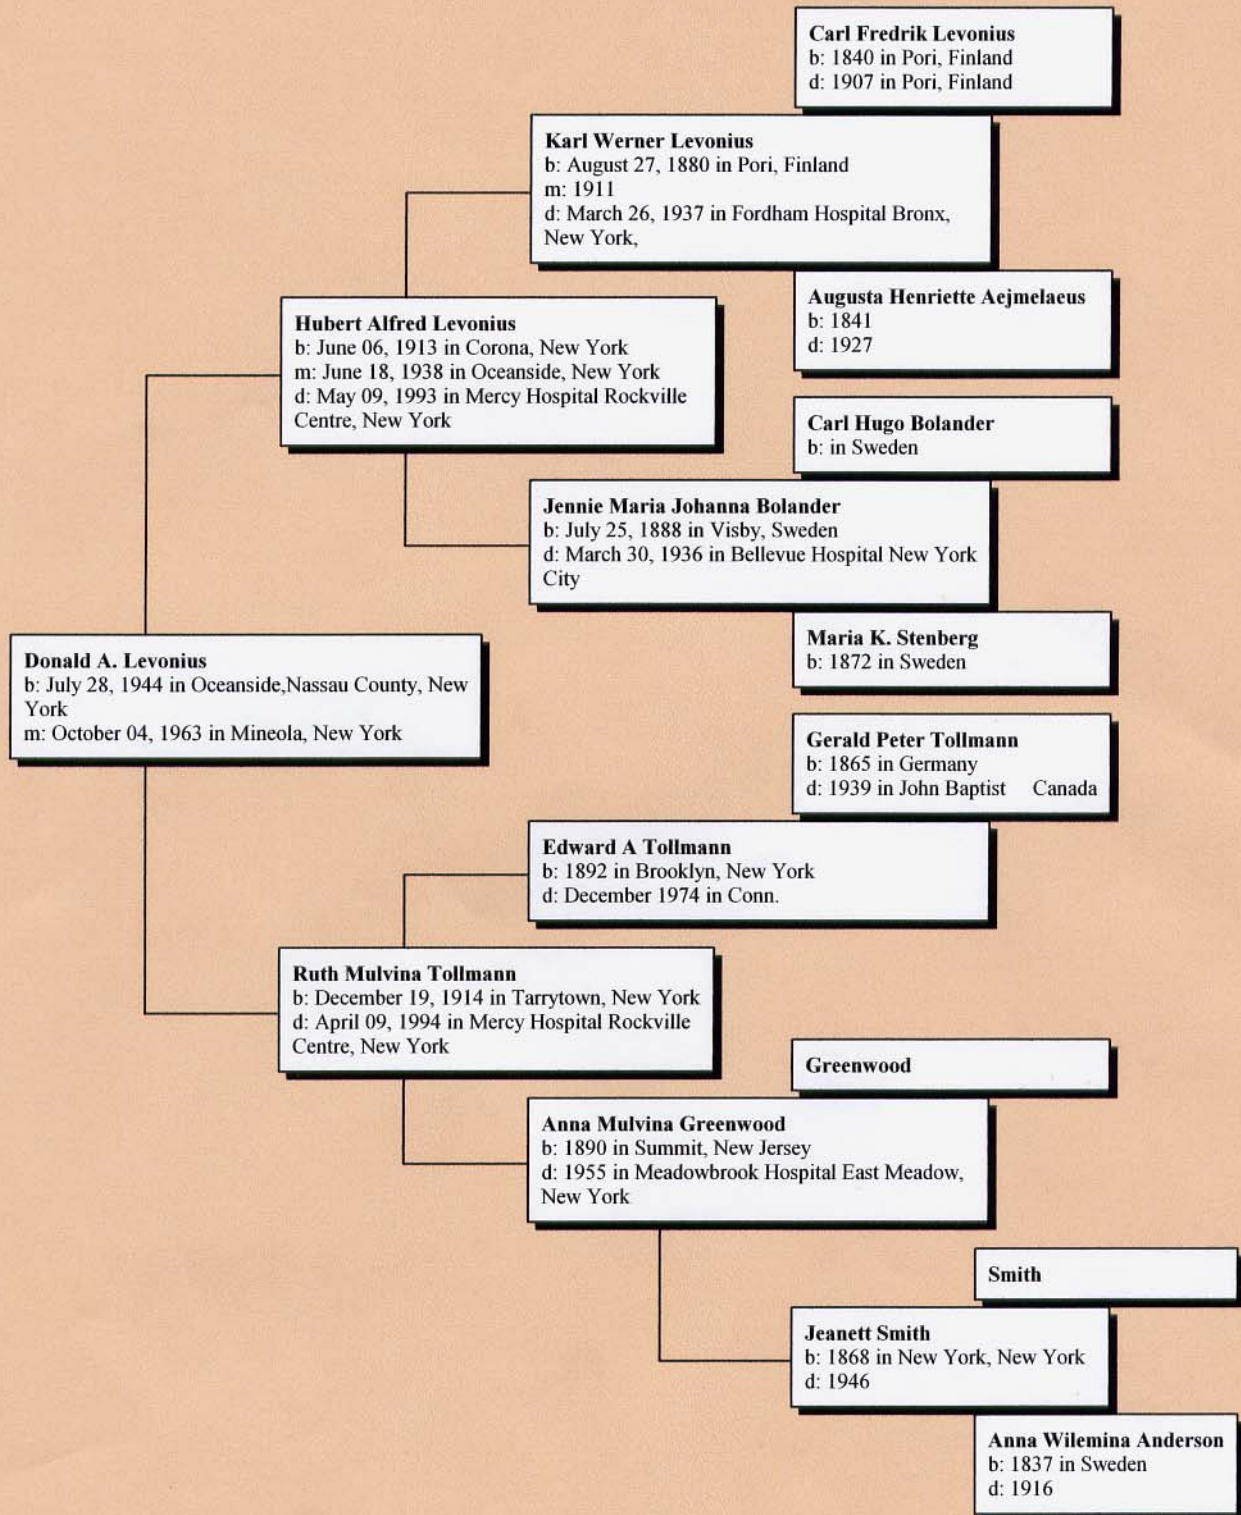 Carl Fredrik Levonius
b: 1840 in Pori, Finland
d: 1907 in Pori, Finland
Karl Werner Levonius
b: August 27, 1880 in Pori, Finland
m: 1911
d: March 26, 1937 in Fordham Hospital Bronx,
New York,
Augusta Henriette Aejmelaeus
b: 1841
d: 1927
Hubert Alfred Levonius
b: June 06, 1913 in Corona, New York
m: June 18, 1938 in Oceanside, New York
d: May 09, 1993 in Mercy Hospital Rockville
Centre, New York
Carl Hugo Bolander
b: in Sweden
Jennie Maria Johanna Bolander
b: July 25, 1888 in Visby, Sweden
d: March 30, 1936 in Bellevue Hospital New York
City
Maria K. Stenberg
b: 1872 in Sweden
Donald A. Levonius
b: July 28, 1944 in Oceanside,Nassau County, New
York
m: October 04, 1963 in Mineola, New York
Gerald Peter Tollmann
b: 1865 in Germany
d: 1939 in John Baptist Canada
Edward A Tollmann
b: 1892 in Brooklyn, New York
d: December 1974 in Conn.
Ruth Mulvina Tollmann
b: December 19, 1914 in Tarrytown, New York
d: April 09, 1994 in Mercy Hospital Rockville
Centre, New York
Greenwood
Anna Mulvina Greenwood
b: 1890 in Summit, New Jersey
d: 1955 in Meadowbrook Hospital East Meadow,
New York
Smith
Jeanett Smith
b: 1868 in New York, New York
d: 1946
Anna Wilemina Anderson
b: 1837 in Sweden
d: 1916